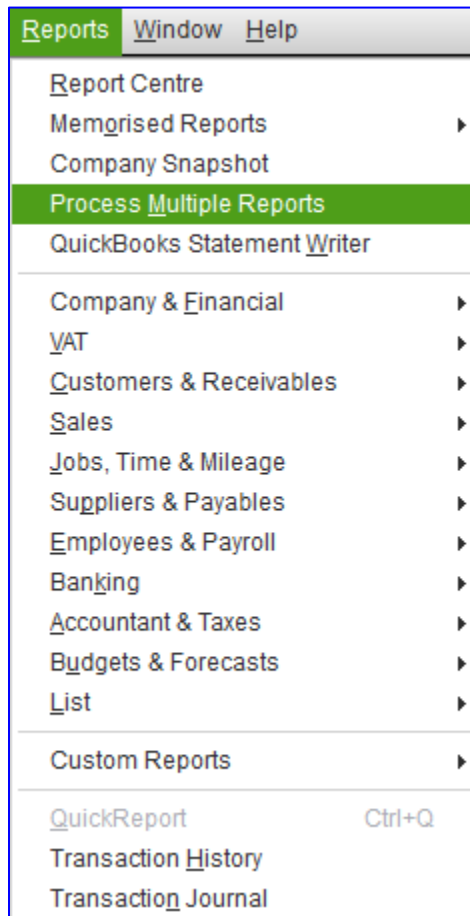 Reports Window Help
Report Centre
Memorised Reports
Company Snapshot
Process Multiple Reports
QuickBooks Statement Writer
Company & Financial
VAT
Customers & Receivables
Sales
Jobs, Time & Mileage
Suppliers & Payables
Employees & Payroll
Banking
Accountant & Taxes
Budgets & Forecasts
List
Custom Reports
QuickReport Ctrl+Q
Transaction History
Transaction Journal